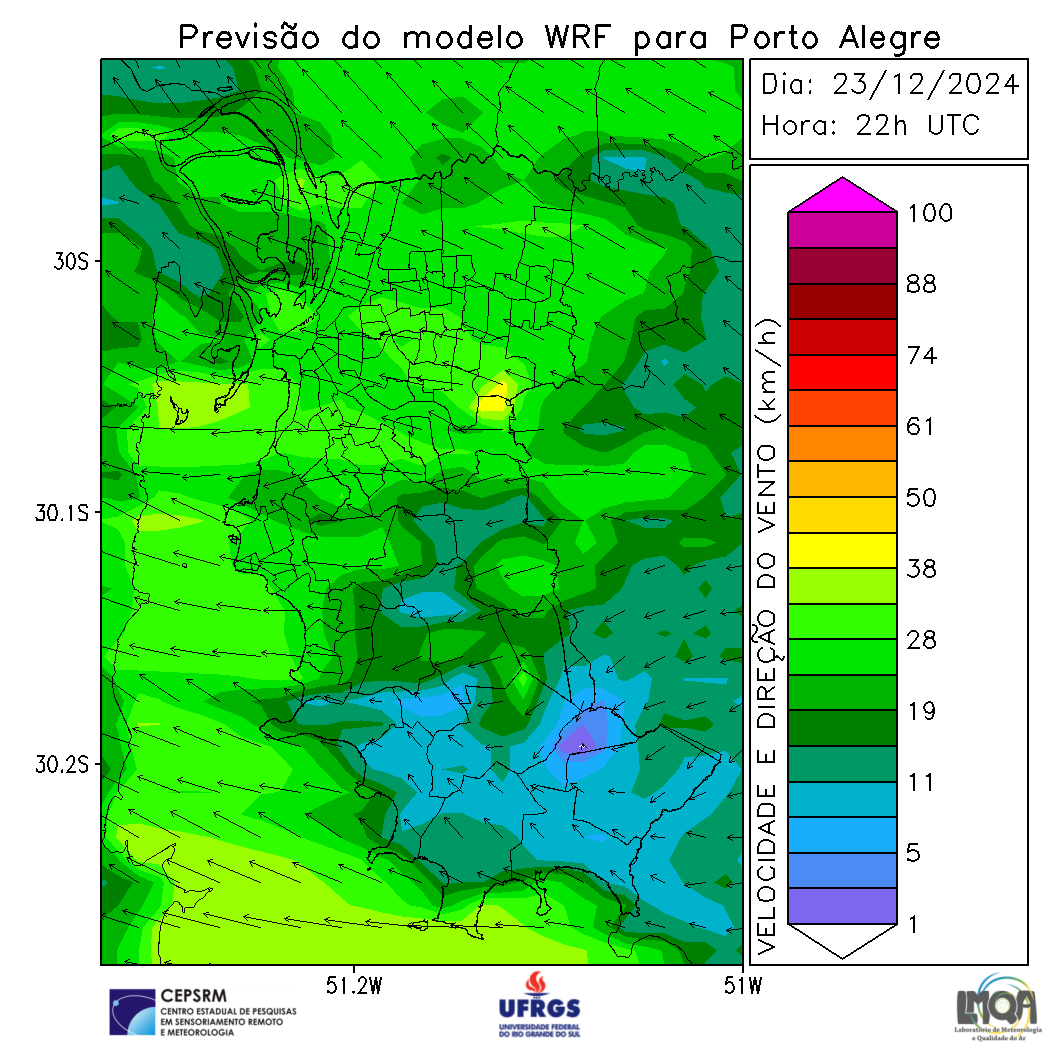 Previsão do modelo WRF para Porto Alegre
Dia: 23/12/2024
Hora: 22h UTC
30S
30.1S
30.2S
51.2W
51W
VELOCIDADE E DIREÇÃO DO VENTO (km/h)
100
88
74
61
50
38
28
19
11
5
1
CEPSRM
CENTRO ESTADUAL DE PESQUISAS
EM SENSORIAMENTO REMOTO
E METEOROLOGIA
UFRGS
UNIVERSIDADE FEDERAL
DO RIO GRANDE DO SUL
LMQA
Laboratório de Meteorologia
e Qualidade do Ar